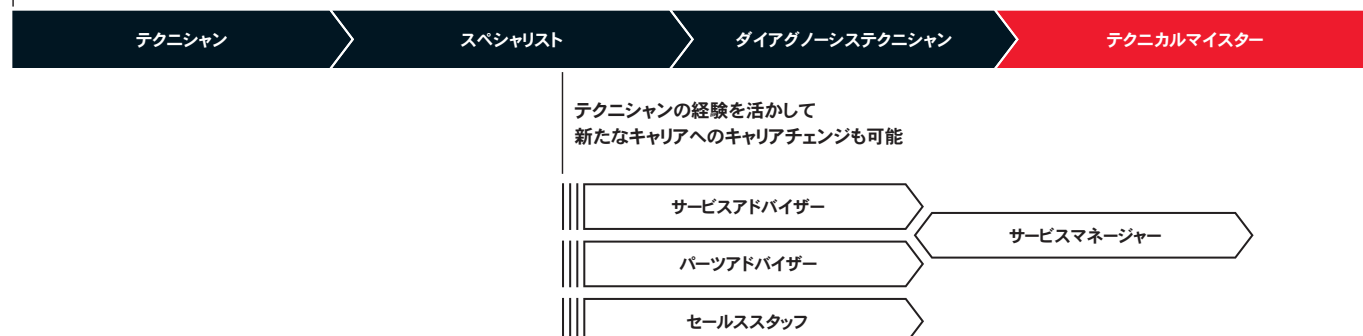 テクニシャン
スペシャリスト
ダイアグノーシステクニシャン
テクニカルマイスター
テクニシャンの経験を活かして
新たなキャリアへのキャリアチェンジも可能
サービスアドバイザー
サービスマネージャー
パーツアドバイザー
セールススタッフ